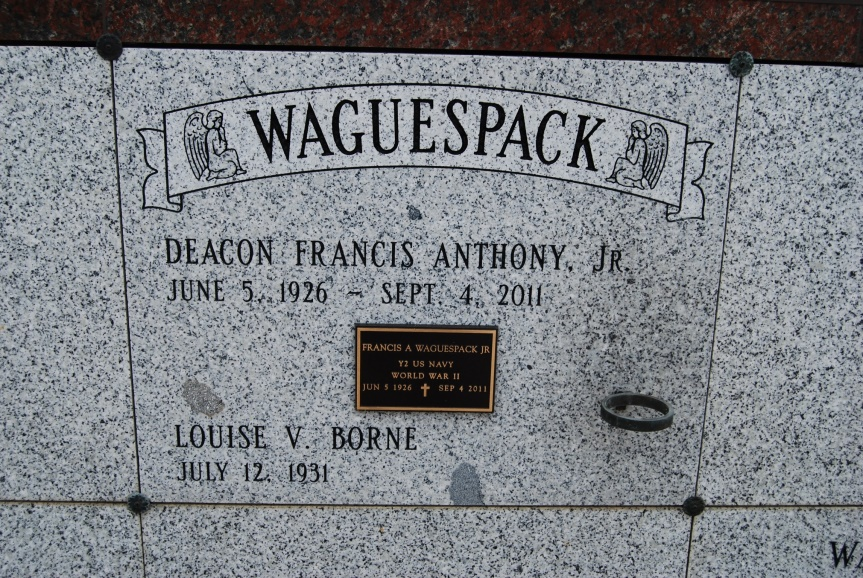 WAGUESPACK
DEACON FRANCIS ANTHONY, JR.
JUNE 5, 1926 ~ SEPT. 4, 2011
FRANCIS A WAGUESPACK JR
Y2 US NAVY
WORLD WAR II
JUN 5 1926 ✝ SEP 4 2011
LOUISE V. BORNE
JULY 12, 1931
W